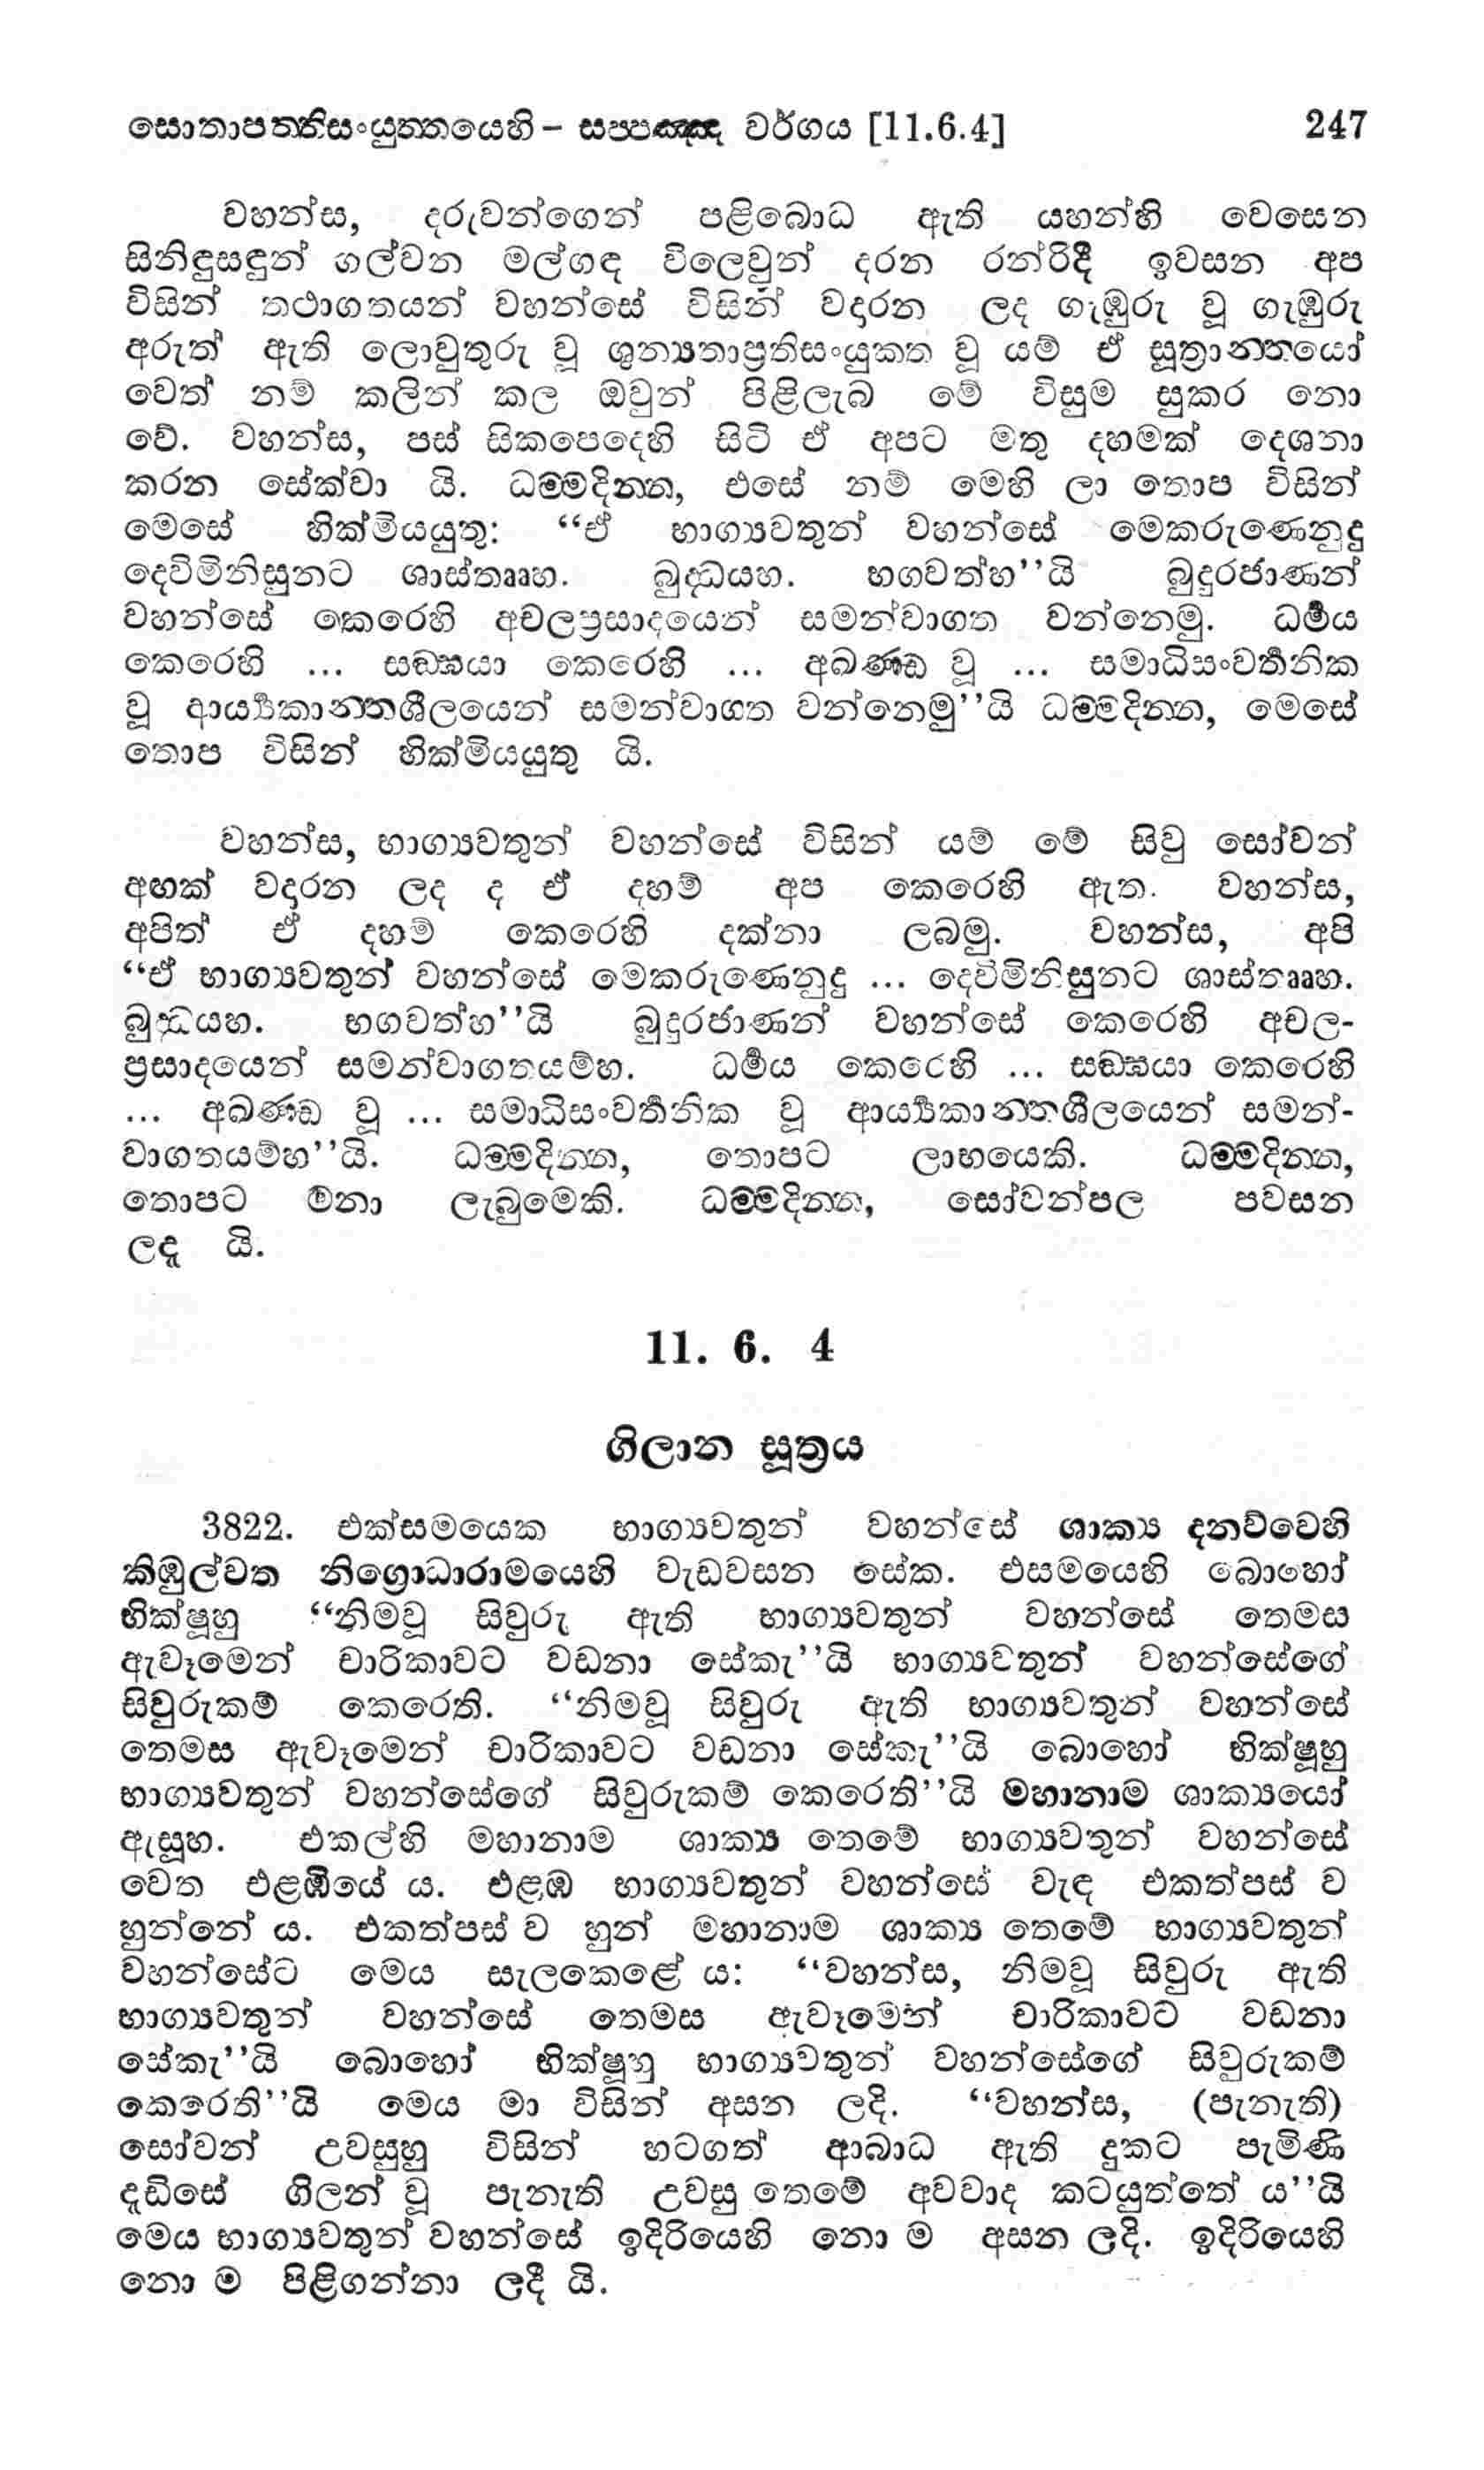 සොතාපත්තිසංයුත්තයෙහි - සප්පඤ්ඤ වර්ගය [11.6.4] 247
වහන්ස, දරුවන්ගෙන් පළිබොධ ඇති යහන්හි වෙසෙන
සිනිඳුසඳුන් ගල්වන මල්ගඳ විලෙවුන් දරන රන්රිදී ඉවසන අප
විසින් තථාගතයන් වහන්සේ විසින් වදාරන ලද ගැඹුරු වූ ගැඹුරු
අරුත් ඇති ලොවුතුරු වූ ශුන්‍යතාප්‍රතිසංයුක්ත වූ යම් ඒ සූත්‍රාන්තයෝ
වෙත් නම් කලින් කල ඔවුන් පිළිලැබ මේ විසුම සුකර නො
වේ. වහන්ස, පස් සිකපෙදෙහි සිටි ඒ අපට මතු දහමක් දෙශනා
කරන සේක්වා යි. ධම්මදින්න, එසේ නම් මෙහි ලා තොප විසින්
මෙසේ හික්මියයුතු: “ඒ භාග්‍යවතුන් වහන්සේ මෙකරුණෙනුදු
දෙවිමිනිසුනට ශාස්තෲහ. බුද්ධයහ. භගවත්හ’’යි බුදුරජාණන්
වහන්සේ කෙරෙහි අචලප්‍රසාදයෙන් සමන්වාගත වන්නෙමු. ධර්‍මය
කෙරෙහි ... සඞ්ඝයා කෙරෙහි ... අඛණ්ඩ වූ ... සමාධිසංවර්‍තනික
වූ ආර්‍ය්‍යකාන්තශීලයෙන් සමන්වාගත වන්නෙමු’’යි ධම්මදින්න, මෙසේ
තොප විසින් හික්මියයුතු යි.
වහන්ස, භාග්‍යවතුන් වහන්සේ විසින් යම් මේ සිවු සෝවන්
අඟක් වදාරන ලද ද ඒ දහම් අප කෙරෙහි ඇත. වහන්ස,
අපිත් ඒ දහම් කෙරෙහි දක්නා ලබමු. වහන්ස, අපි
“ඒ භාග්‍යවතුන් වහන්සේ මෙකරුණෙනුදු ... දෙවිමිනිසුනට ශාස්තෲහ.
බුද්ධයහ. භගවත්හ’’යි බුදුරජාණන් වහන්සේ කෙරෙහි අචල-
ප්‍රසාදයෙන් සමන්වාගතයම්හ. ධර්‍මය කෙරෙහි ... සඞ්ඝයා කෙරෙහි
... අඛණ්ඩ වූ ... සමාධිසංවර්‍තනික වූ ආර්‍ය්‍යකාන්තශීලයෙන් සමන්-
වාගතයම්හ’’යි. ධම්මදින්න, තොපට ලාභයෙකි. ධම්මදින්න,
තොපට මනා ලැබුමෙකි. ධම්මදින්න, සෝවන්පල පවසන
ලදැ යි.
11. 6. 4
ගිලාන සූත්‍රය
3822. එක්සමයෙක භාග්‍යවතුන් වහන්සේ ශාක්‍ය දනව්වෙහි
කිඹුල්වත නිග්‍රොධාරාමයෙහි වැඩවසන සේක. එසමයෙහි බොහෝ
භික්ෂූහු “නිමවූ සිවුරු ඇති භාග්‍යවතුන් වහන්සේ තෙමස
ඇවෑමෙන් චාරිකාවට වඩනා සේකැ’’යි භාග්‍යවතුන් වහන්සේගේ
සිවුරුකම් කෙරෙති. “නිමවූ සිවුරු ඇති භාග්‍යවතුන් වහන්සේ
තෙමස ඇවෑමෙන් චාරිකාවට වඩනා සේකැ’’යි බොහෝ භික්ෂූහු
භාග්‍යවතුන් වහන්සේගේ සිවුරුකම් කෙරෙති’’යි මහානාම ශාක්‍යයෝ
ඇසූහ. එකල්හි මහානාම ශාක්‍ය තෙමේ භාග්‍යවතුන් වහන්සේ
වෙත එළඹියේ ය. එළඹ භාග්‍යවතුන් වහන්සේ වැඳ එකත්පස් ව
හුන්නේ ය. එකත්පස් ව හුන් මහානාම ශාක්‍ය තෙමේ භාග්‍යවතුන්
වහන්සේට මෙය සැලකෙළේ ය: “වහන්ස, නිමවූ සිවුරු ඇති
භාග්‍යවතුන් වහන්සේ තෙමස ඇවෑමෙන් චාරිකාවට වඩනා
සේකැ’’යි බොහෝ භික්ෂූහු භාග්‍යවතුන් වහන්සේගේ සිවුරුකම්
කෙරෙති’’යි මෙය මා විසින් අසන ලදි. “වහන්ස, (පැනැති)
සෝවන් උවසුහු විසින් හටගත් ආබාධ ඇති දුකට පැමිණි
දැඩිසේ ගිලන් වූ පැනැති උවසු තෙමේ අවවාද කටයුත්තේ ය’’යි
මෙය භාග්‍යවතුන් වහන්සේ ඉදිරියෙහි නො ම අසන ලදි. ඉදිරියෙහි
නො ම පිළිගන්නා ලදී යි.